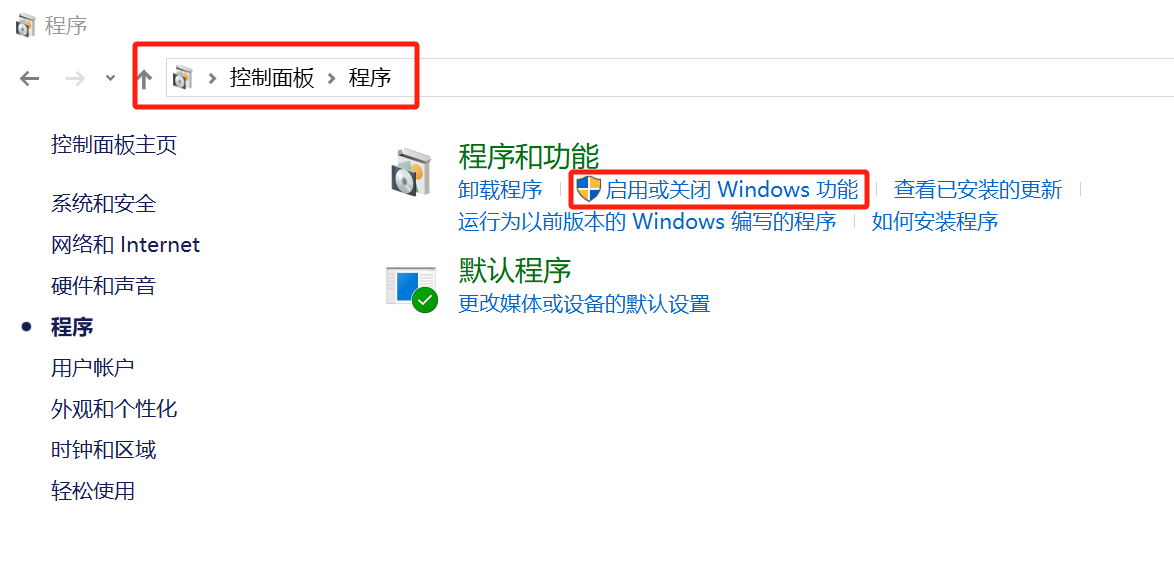 程序
控制面板 > 程序
控制面板主页
系统和安全
网络和 Internet
硬件和声音
程序
用户帐户
外观和个性化
时钟和区域
轻松使用
程序和功能
卸载程序 启用或关闭 Windows 功能 查看已安装的更新
运行为以前版本的 Windows 编写的程序 如何安装程序
默认程序
更改媒体或设备的默认设置